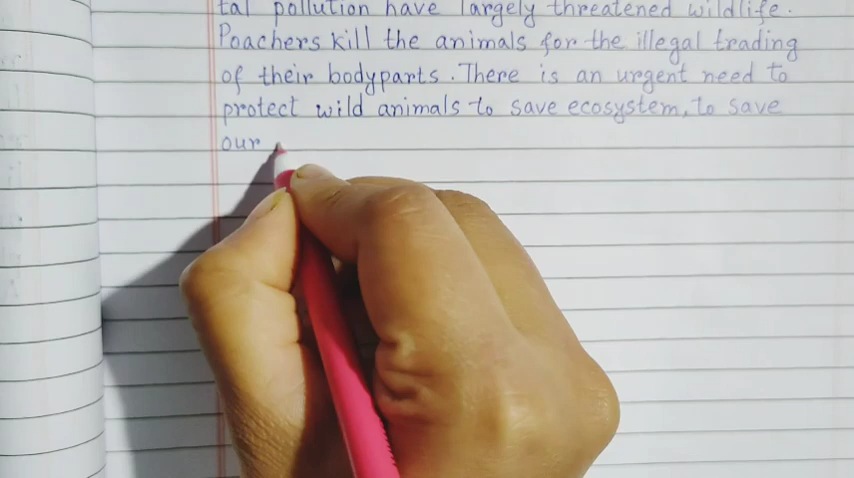 tal pollution have largely threatened wildlife.
Poachers kill the animals for the illegal trading
of their bodyparts. There is an urgent need to
protect wild animals to save ecosystem, to save
our